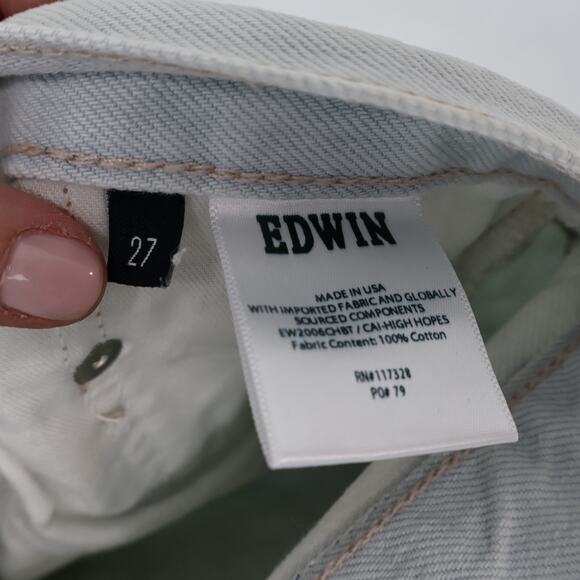 27
EDWIN
MADE IN USA
WITH IMPORTED FABRIC AND GLOBALLY
SOURCED COMPONENTS
EW2006CHBT / CAI-HIGH HOPES
Fabric Content: 100% Cotton
RN#117328
PO# 79